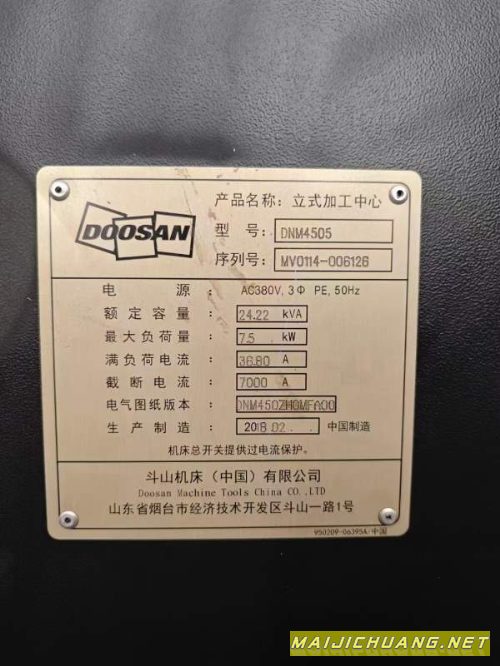 DOOSAN
产品名称: 立式加工中心
型 号: DNM4505
序列号: MV0114-006126
电 源: AC380V, 3Φ PE, 50Hz
额定容量: 24.22 kVA
最大负荷量: 7.5 kW
满负荷电流: 36.80 A
截断电流: 7000 A
电气图纸版本: DNM450ZH0MFA00
生产制造: 2018.02. 中国制造
机床总开关提供过电流保护。
斗山机床（中国）有限公司
Doosan Machine Tools China CO.,LTD
山东省烟台市经济技术开发区斗山一路1号
950209-06395A/中国
MAIJICHUANG.NET